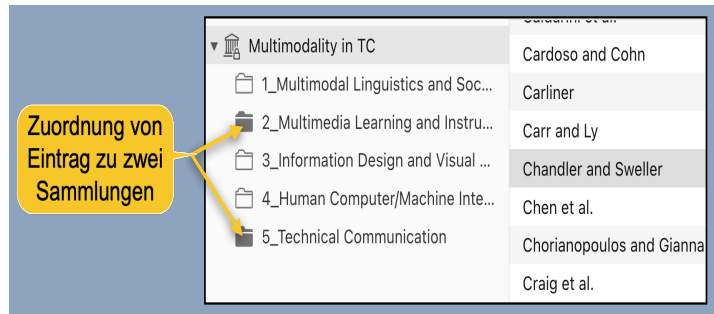 Zuordnung von
Eintrag zu zwei
Sammlungen
Multimodality in TC
1_Multimodal Linguistics and Soc...
2_Multimedia Learning and Instru...
3_Information Design and Visual ...
4_Human Computer/Machine Inte...
5_Technical Communication
Cardoso and Cohn
Carliner
Carr and Ly
Chandler and Sweller
Chen et al.
Chorianopoulos and Gianna
Craig et al.